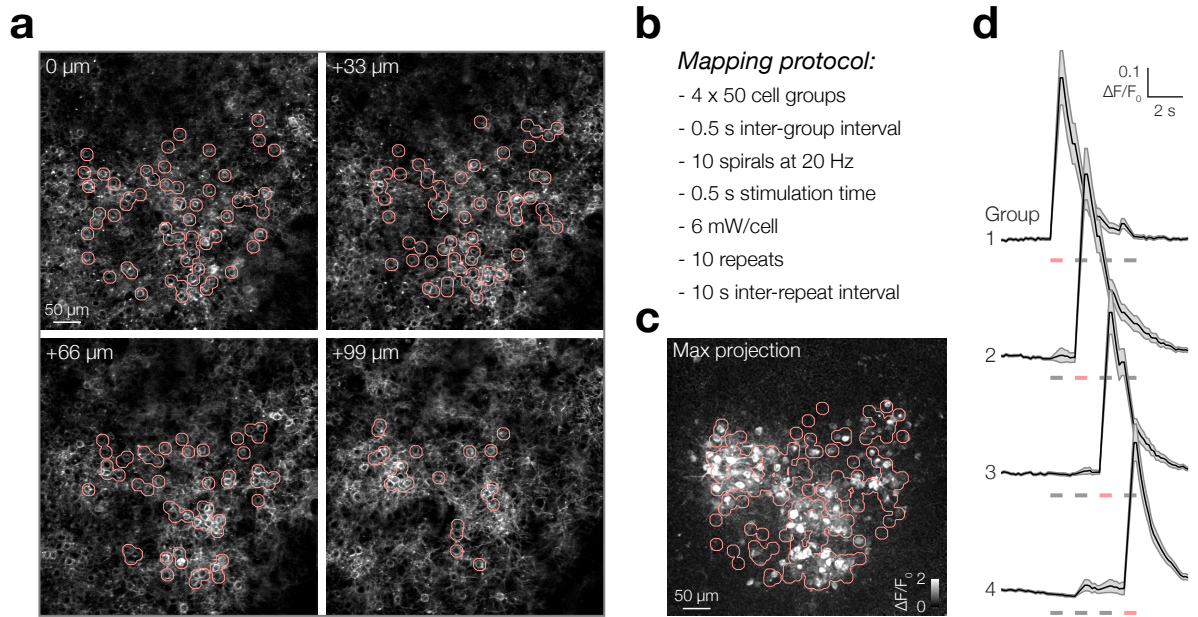 a
0 µm
+33 µm
50 µm
+66 µm
+99 µm
b
Mapping protocol:
- 4 x 50 cell groups
- 0.5 s inter-group interval
- 10 spirals at 20 Hz
- 0.5 s stimulation time
- 6 mW/cell
- 10 repeats
- 10 s inter-repeat interval
c
Max projection
50 µm
ΔF/F₀
2
0
d
0.1
ΔF/F₀
2 s
Group
1
2
3
4